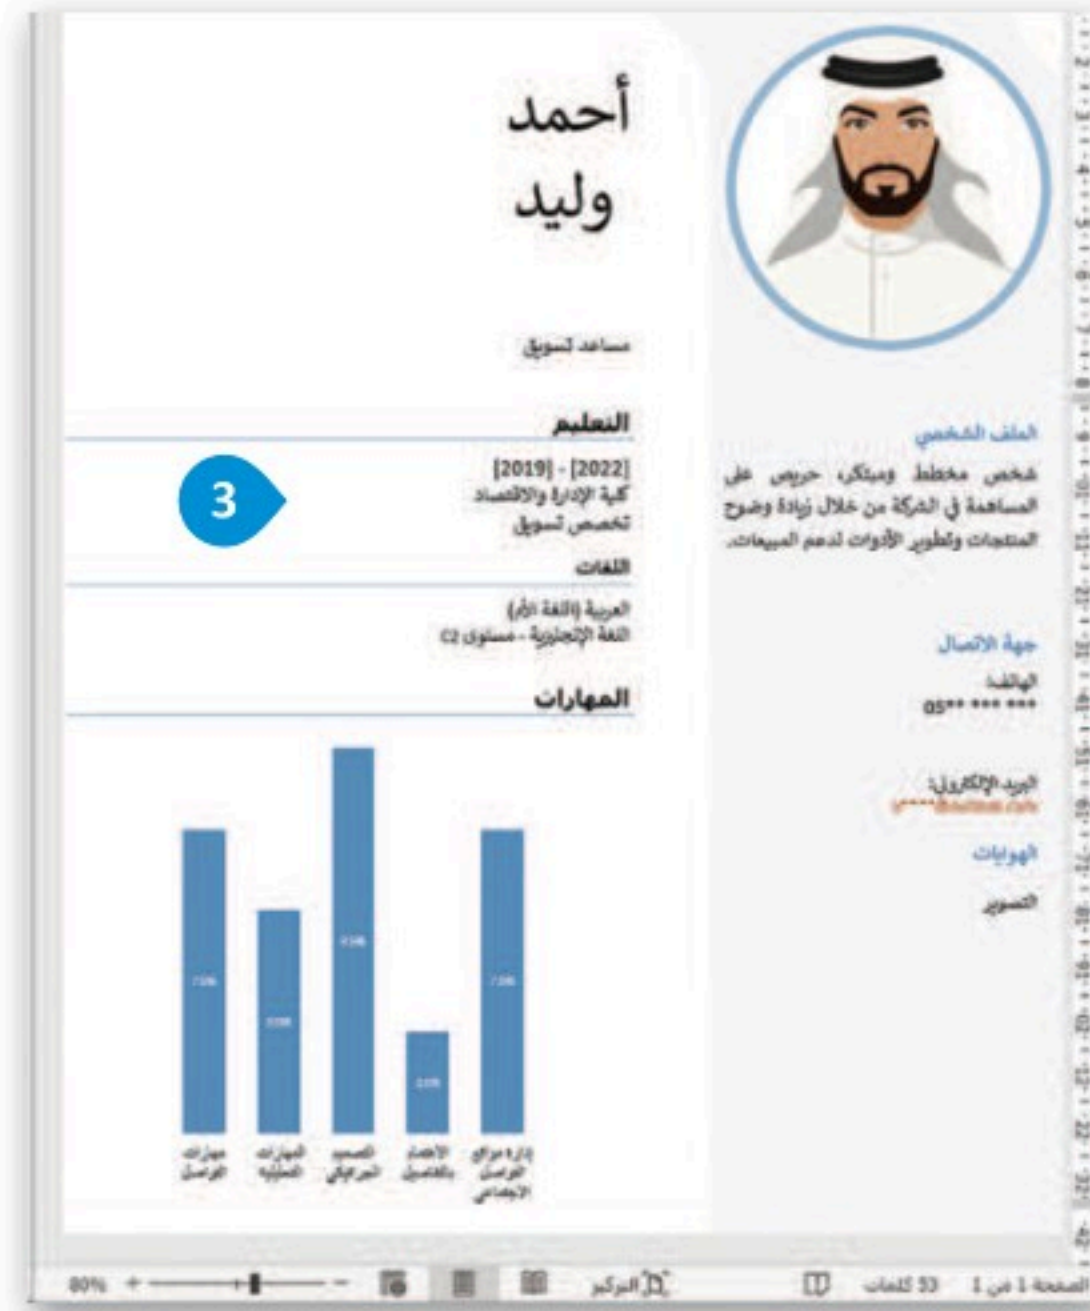 أحمد
وليد
مساعد تسويق
التعليم
[2019] - [2022]
كلية الإدارة والاقتصاد
تخصص تسويق
3
اللغات
العربية (اللغة الأم)
اللغة الإنجليزية - مستوى C2
المهارات
إدارة مواقع التواصل الاجتماعي
الاهتمام بالتفاصيل
التصميم الجرافيكي
المهارات التحليلية
مهارات التواصل
الملف الشخصي
شخص مخطط ومبتكر، حريص على
المساهمة في الشركة من خلال زيادة وضوح
المنتجات وتطوير الأدوات لدعم المبيعات.
جهة الاتصال
الهاتف:
05** *** ***
البريد الإلكتروني:
الهوايات
التصوير
صفحة 1 من 1
53 كلمات
التركيز
80%